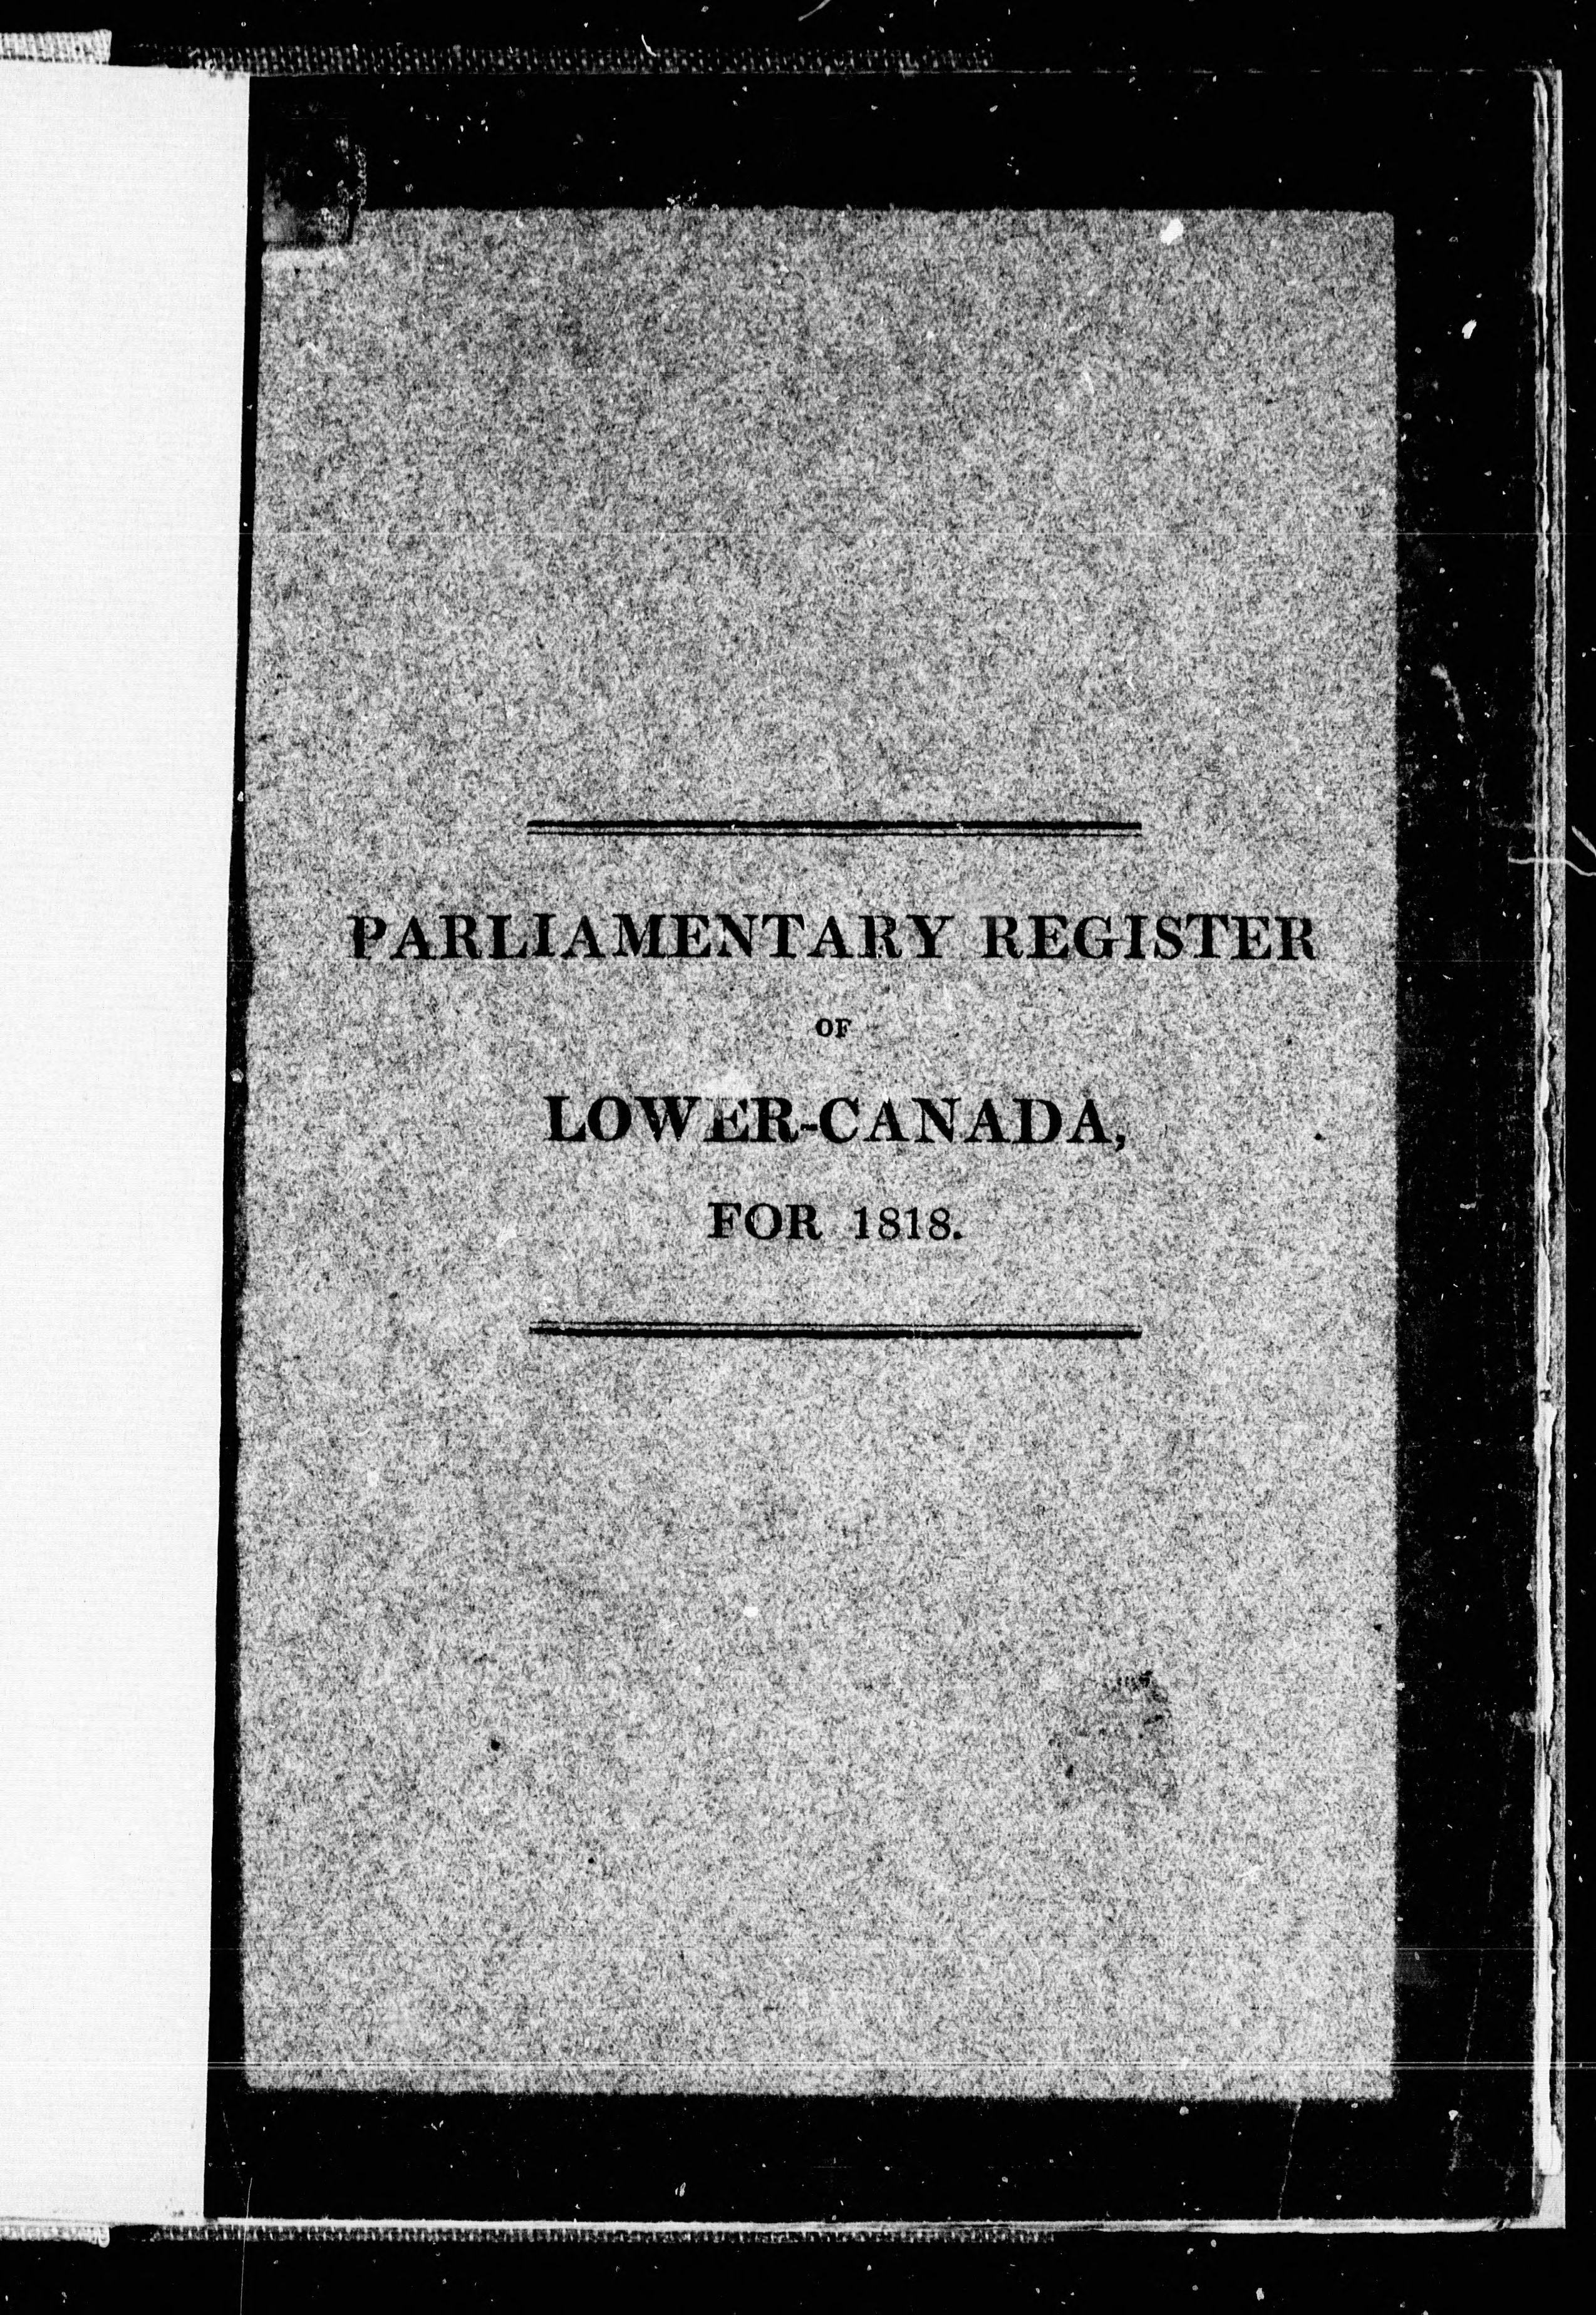 PARLIAMENTARY REGISTER
OF
LOWER-CANADA,
FOR 1818.